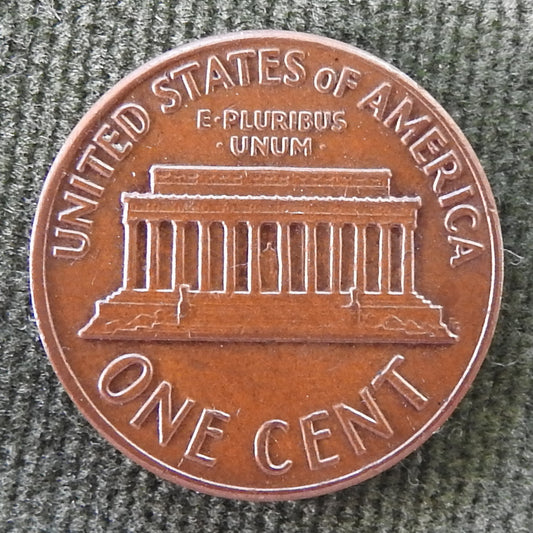 UNITED STATES OF AMERICA
E·PLURIBUS
·UNUM·
ONE CENT